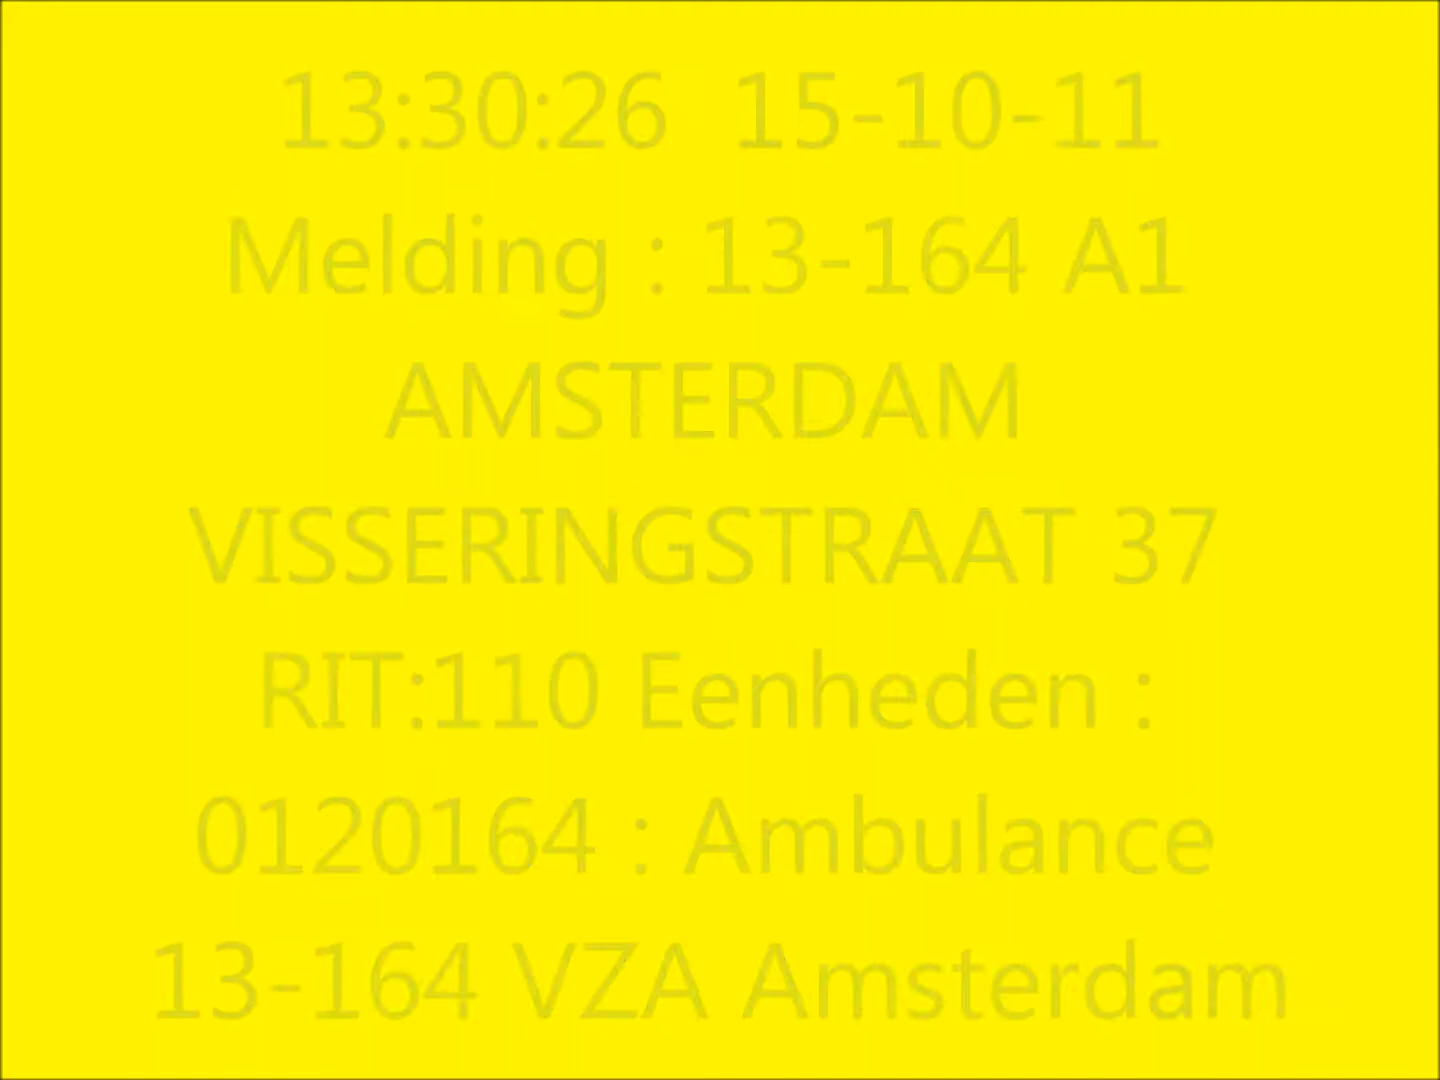 13:30:26  15-10-11
Melding : 13-164 A1
AMSTERDAM
VISSERINGSTRAAT 37
RIT:110 Eenheden :
0120164 : Ambulance
13-164 VZA Amsterdam